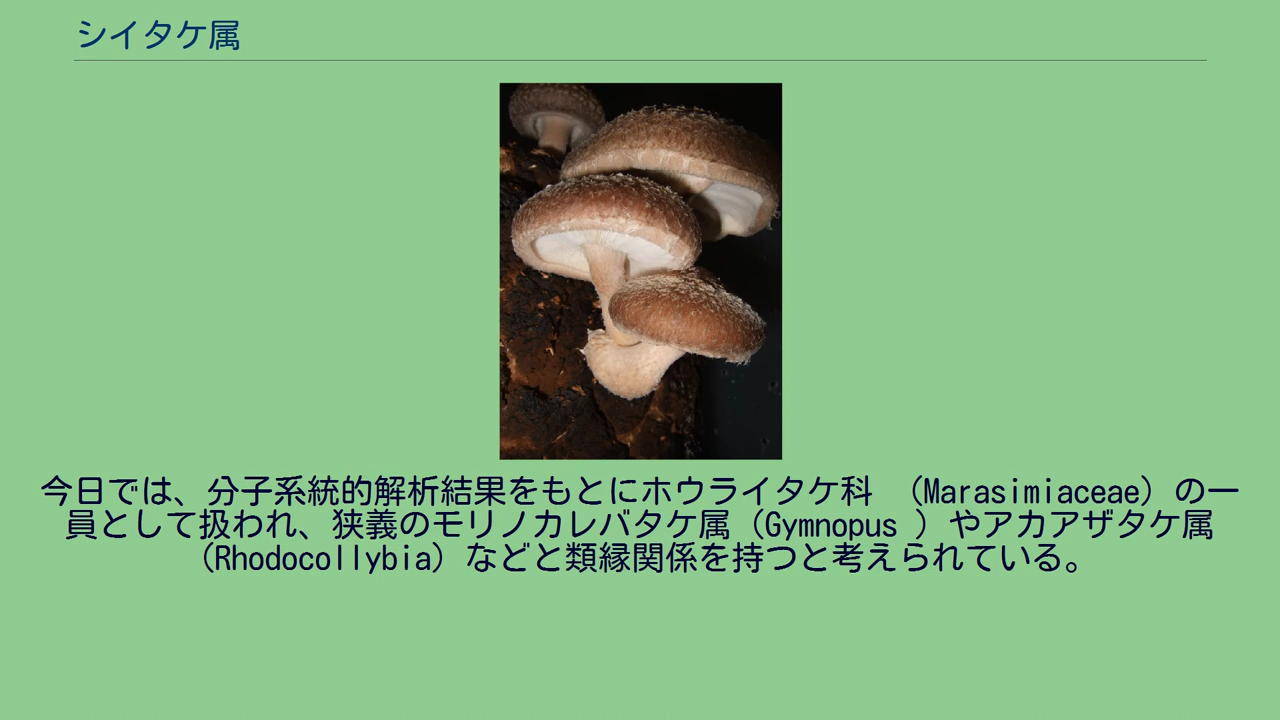 シイタケ属
今日では、分子系統的解析結果をもとにホウライタケ科　（Marasimiaceae）の一
員として扱われ、狭義のモリノカレバタケ属（Gymnopus ）やアカアザタケ属
（Rhodocollybia）などと類縁関係を持つと考えられている。